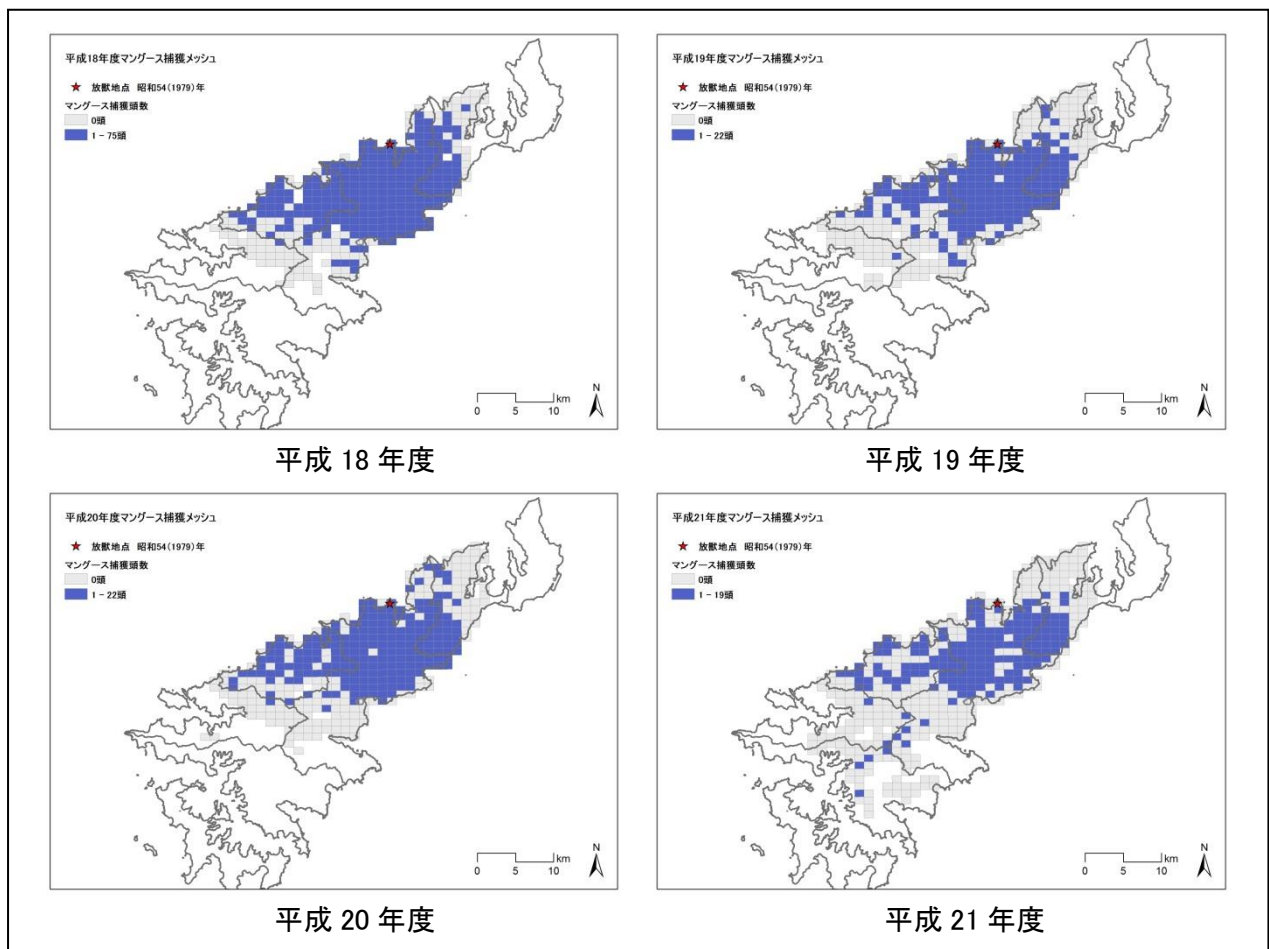 平成18年度マングース捕獲メッシュ
★ 放獣地点 昭和54(1979)年
マングース捕獲頭数
0頭
1 - 75頭
N
km
0 5 10
平成 18 年度
平成19年度マングース捕獲メッシュ
★ 放獣地点 昭和54(1979)年
マングース捕獲頭数
0頭
1 - 22頭
N
km
0 5 10
平成 19 年度
平成20年度マングース捕獲メッシュ
★ 放獣地点 昭和54(1979)年
マングース捕獲頭数
0頭
1 - 22頭
N
km
0 5 10
平成 20 年度
平成21年度マングース捕獲メッシュ
★ 放獣地点 昭和54(1979)年
マングース捕獲頭数
0頭
1 - 19頭
N
km
0 5 10
平成 21 年度